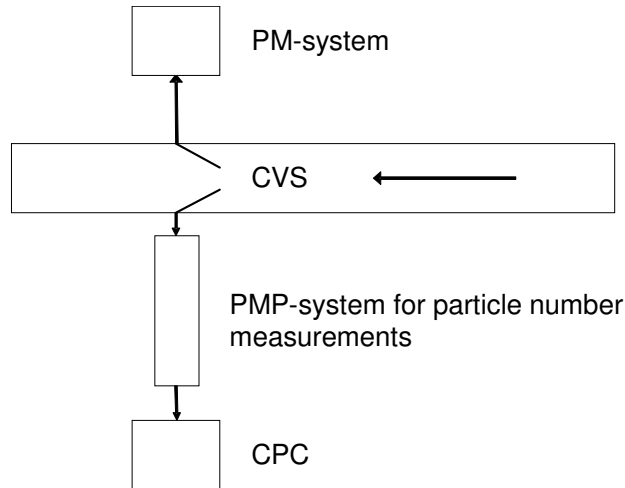 PM-system
CVS
PMP-system for particle number
measurements
CPC